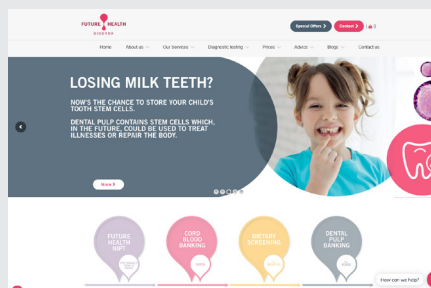 FUTURE HEALTH
BIOBANK
Special Offers
Contact
Home About us Our Services Diagnostic testing Prices Advice Blogs Contact us
LOSING MILK TEETH?
NOW'S THE CHANCE TO STORE YOUR CHILD'S
TOOTH STEM CELLS.
DENTAL PULP CONTAINS STEM CELLS WHICH,
IN THE FUTURE, COULD BE USED TO TREAT
ILLNESSES OR REPAIR THE BODY.
More
FUTURE
HEALTH
NIPT
CORD
BLOOD
BANKING
DIETARY
SCREENING
DENTAL
PULP
BANKING
How can we help?